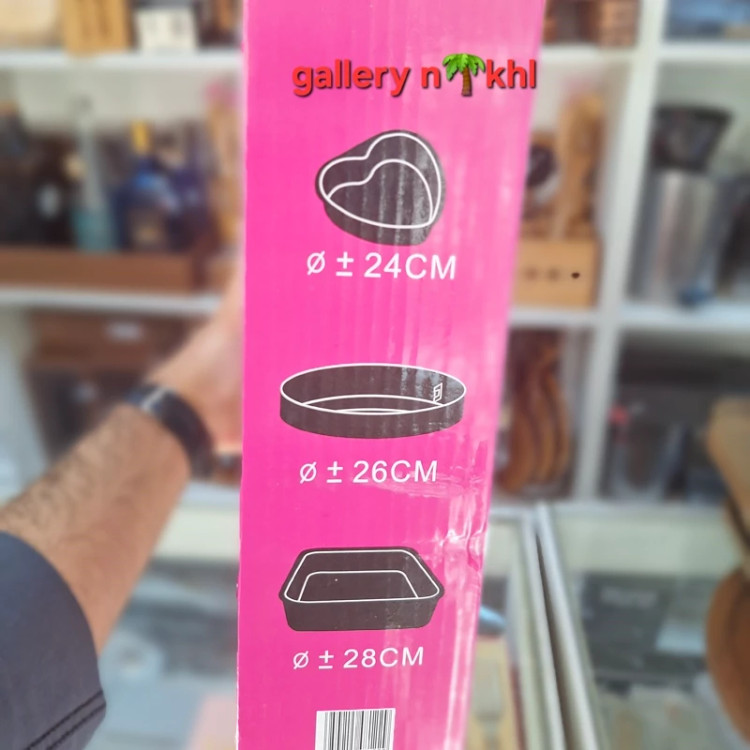 gallery n🌴khl
Ø ± 24CM
Ø ± 26CM
Ø ± 28CM